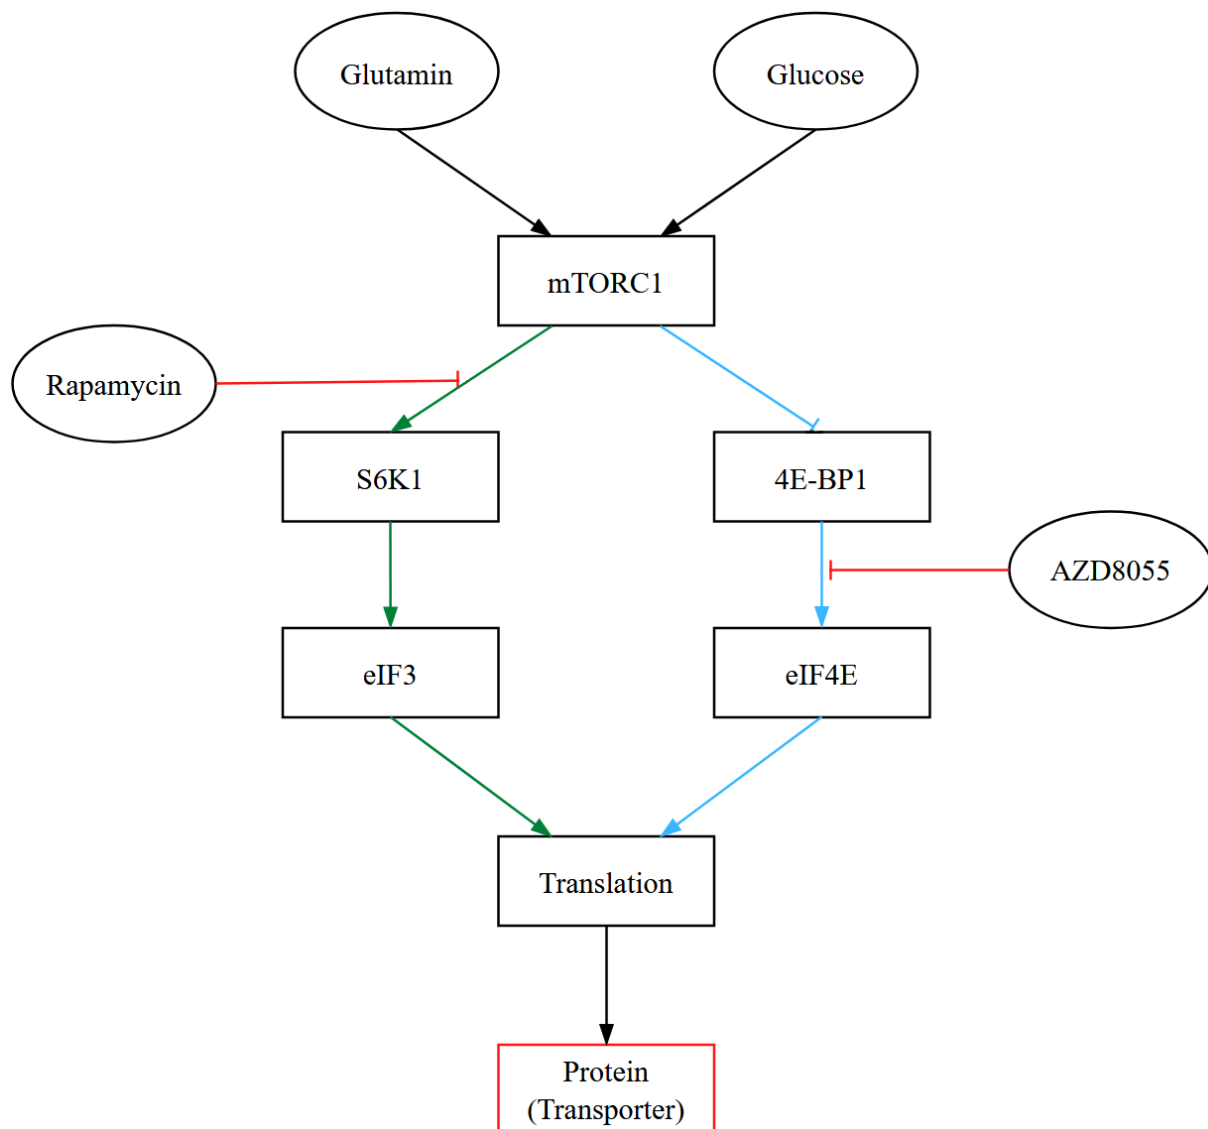 Glutamin
Glucose
mTORC1
Rapamycin
S6K1
4E-BP1
AZD8055
eIF3
eIF4E
Translation
Protein
(Transporter)